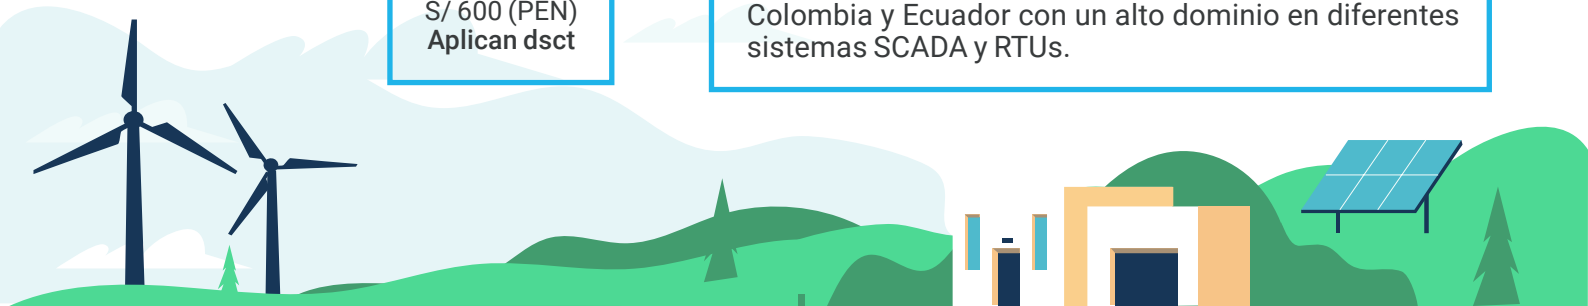 S/ 600 (PEN)
Aplican dsct
Colombia y Ecuador con un alto dominio en diferentes
sistemas SCADA y RTUs.